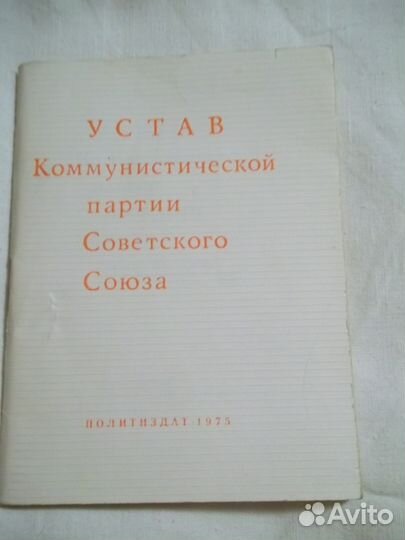 УСТАВ
Коммунистической
партии
Советского
Союза
ПОЛИТИЗДАТ 1975
Avito